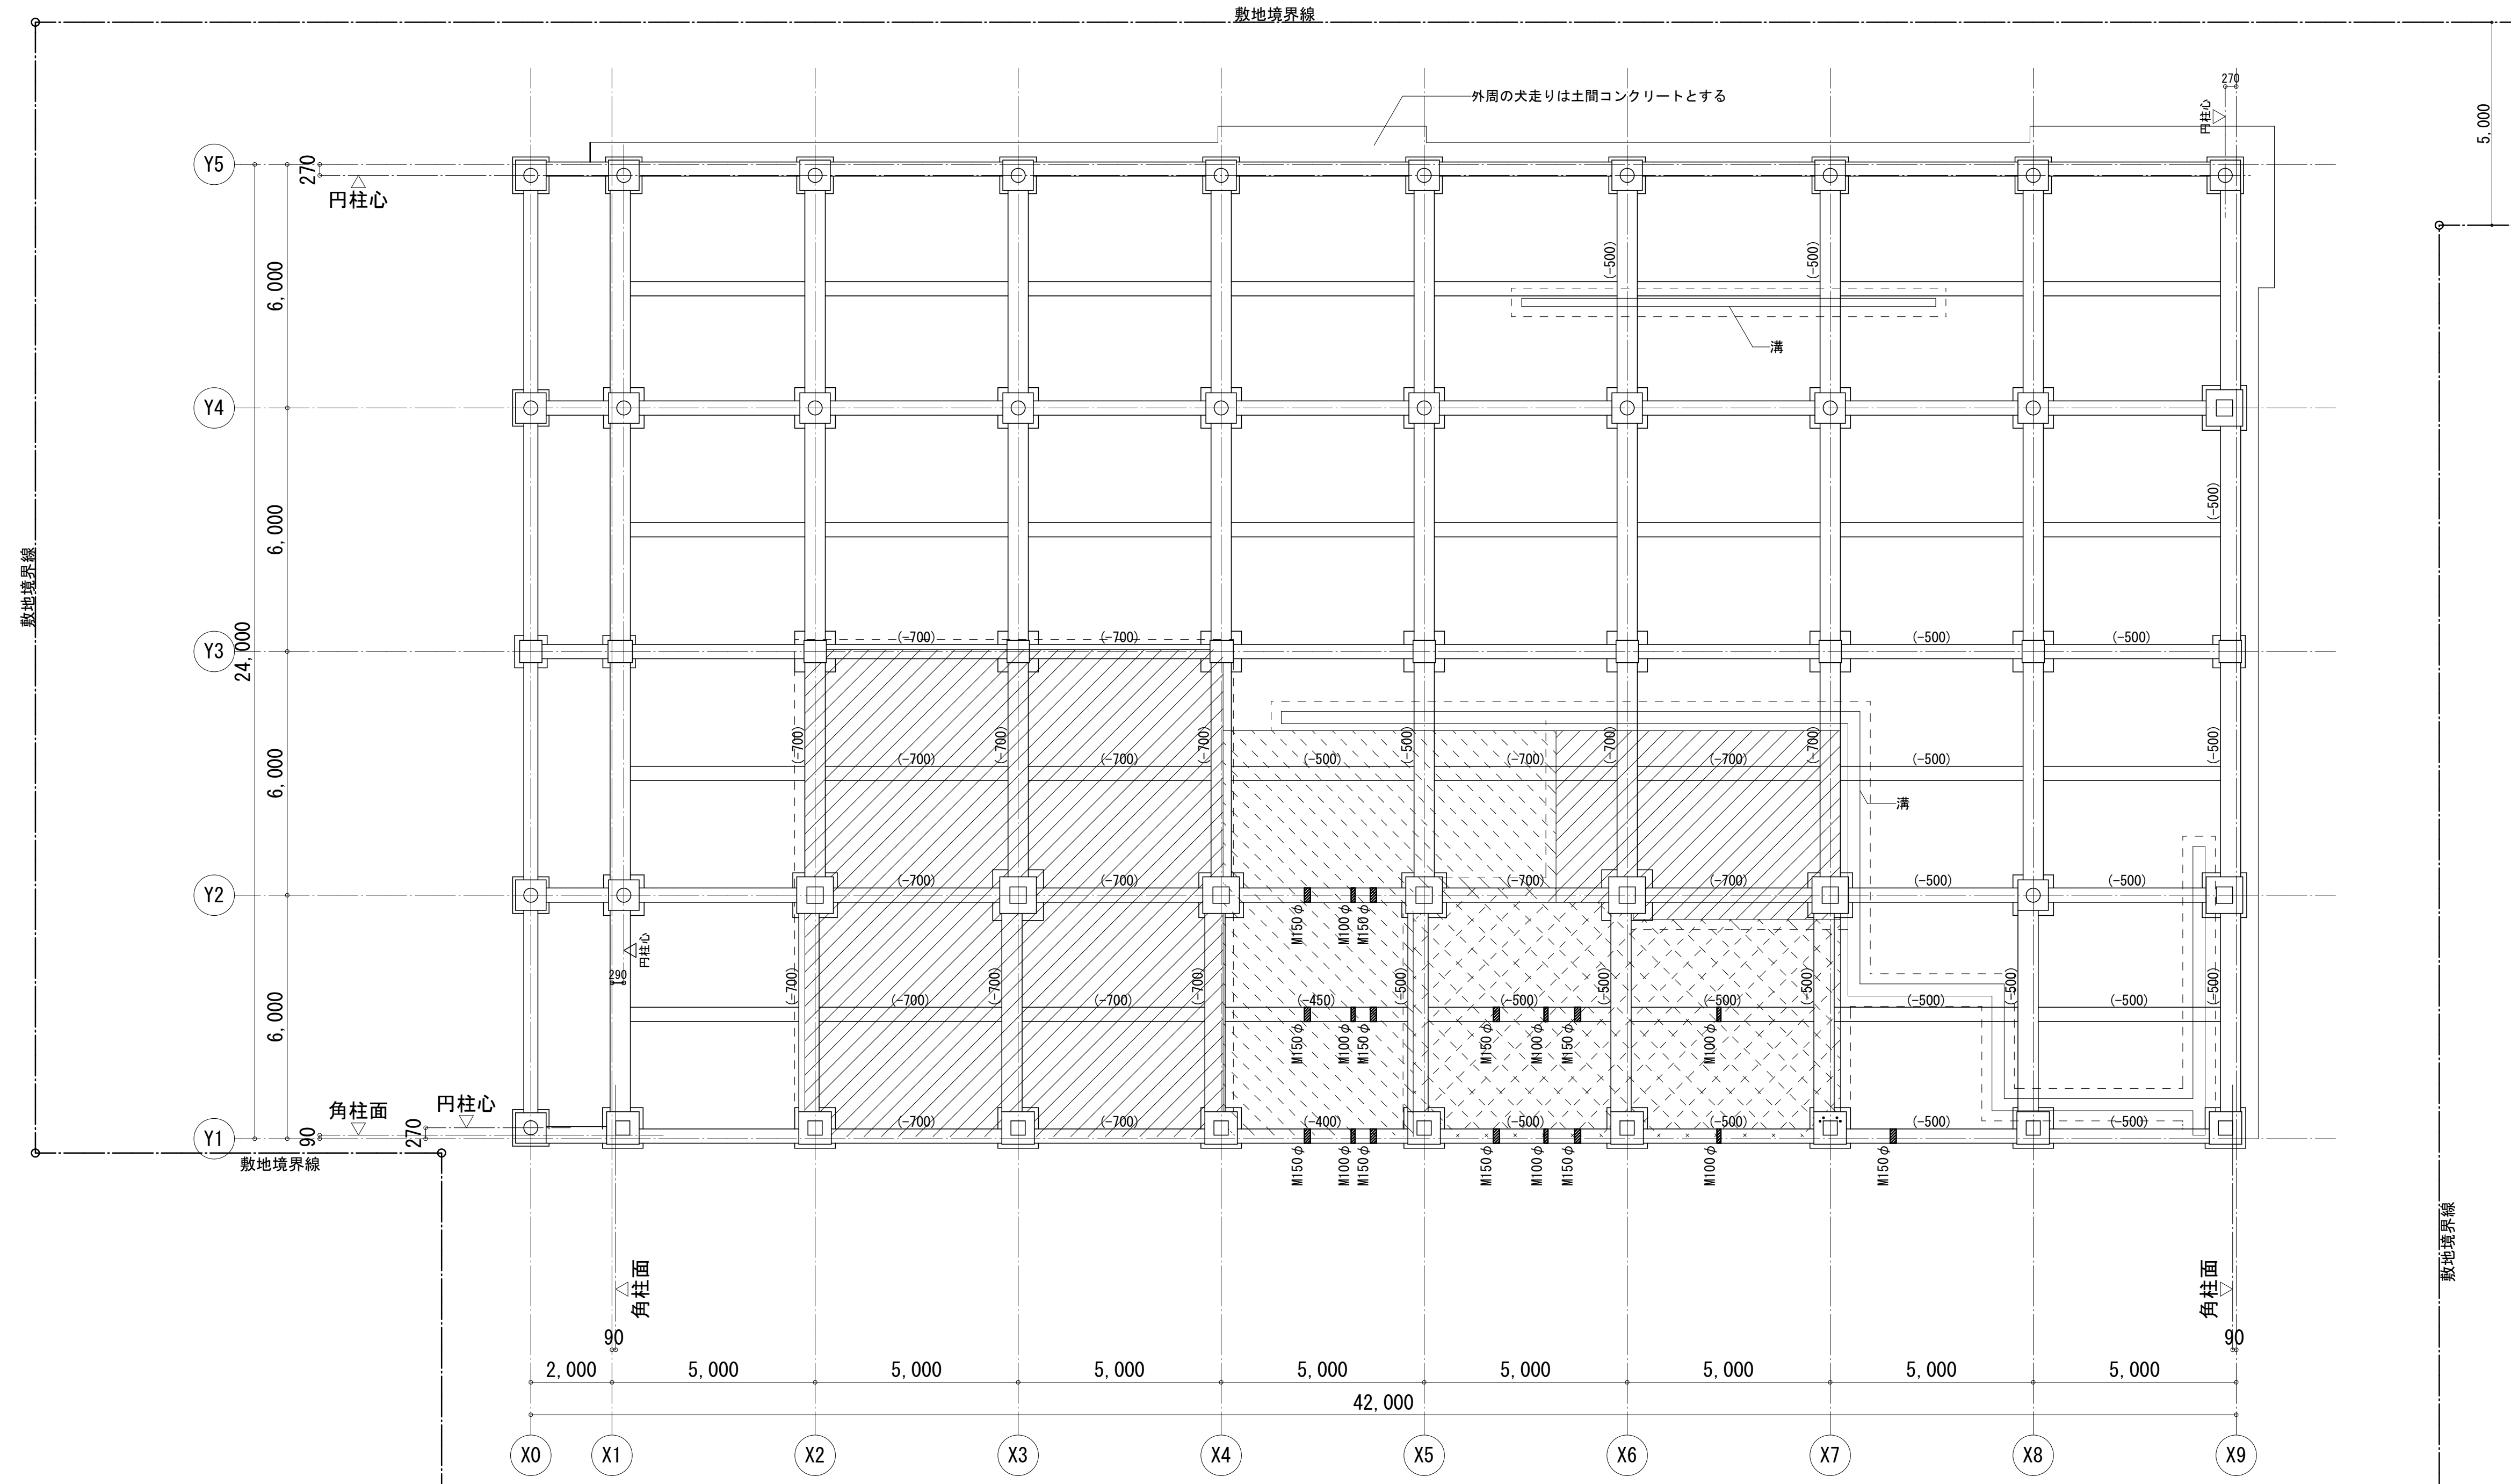 敷地境界線
270
外周の犬走りは土間コンクリートとする
円柱心
5,000
Y5
270
円柱心
6,000
(-500)
(-500)
溝
Y4
6,000
(-500)
敷地境界線
24,000
Y3
(-700)
(-700)
(-500)
(-500)
(-700)
(-700)
(-700)
(-500)
(-700)
(-700)
(-500)
6,000
(-700)
(-700)
(-500)
(-700)
(-700)
(-500)
溝
Y2
(-700)
(-700)
(-700)
(-700)
(-500)
(-500)
M150φ
M100φ
M150φ
円柱心
290
(-700)
(-700)
(-700)
(-500)
(-500)
(-500)
(-500)
(-500)
6,000
(-700)
(-700)
(-450)
(-500)
(-500)
(-500)
(-500)
M150φ
M100φ
M150φ
M150φ
M100φ
M150φ
M100φ
角柱面
円柱心
Y1
90
270
(-700)
(-700)
(-400)
(-500)
(-500)
(-500)
(-500)
敷地境界線
M150φ
M100φ
M150φ
M150φ
M100φ
M150φ
M100φ
M150φ
敷地境界線
角柱面
角柱面
90
90
2,000
5,000
5,000
5,000
5,000
5,000
5,000
5,000
5,000
42,000
X0
X1
X2
X3
X4
X5
X6
X7
X8
X9